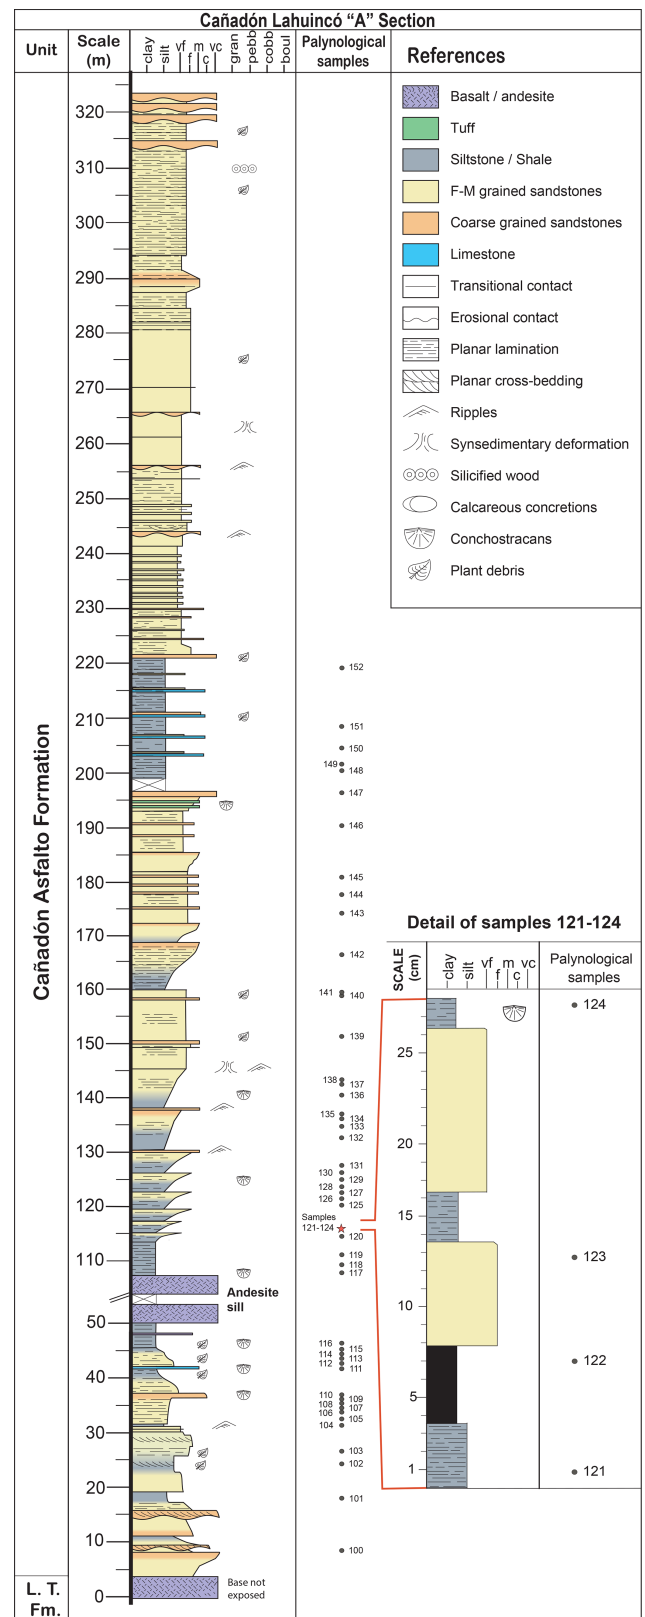 Cañadón Lahuincó “A” Section
Unit
Scale
(m)
clay
silt
vf
f
m
c
vc
gran
pebb
cobb
boul
Palynological
samples
References
Basalt / andesite
Tuff
Siltstone / Shale
F-M grained sandstones
Coarse grained sandstones
Limestone
Transitional contact
Erosional contact
Planar lamination
Planar cross-bedding
Ripples
Synsedimentary deformation
Silicified wood
Calcareous concretions
Conchostracans
Plant debris
Cañadón Asfalto Formation
L. T.
Fm.
320
310
300
290
280
270
260
250
240
230
220
210
200
190
180
170
160
150
140
130
120
110
50
40
30
20
10
0
Andesite
sill
Base not
exposed
152
151
150
149
148
147
146
145
144
143
142
141
140
139
138
137
136
135
134
133
132
131
130
129
128
127
126
125
Samples
121-124
120
119
118
117
116
115
114
113
112
111
110
109
108
107
106
105
104
103
102
101
100
Detail of samples 121-124
SCALE
(cm)
clay
silt
vf
f
m
c
vc
Palynological
samples
25
20
15
10
5
1
124
123
122
121